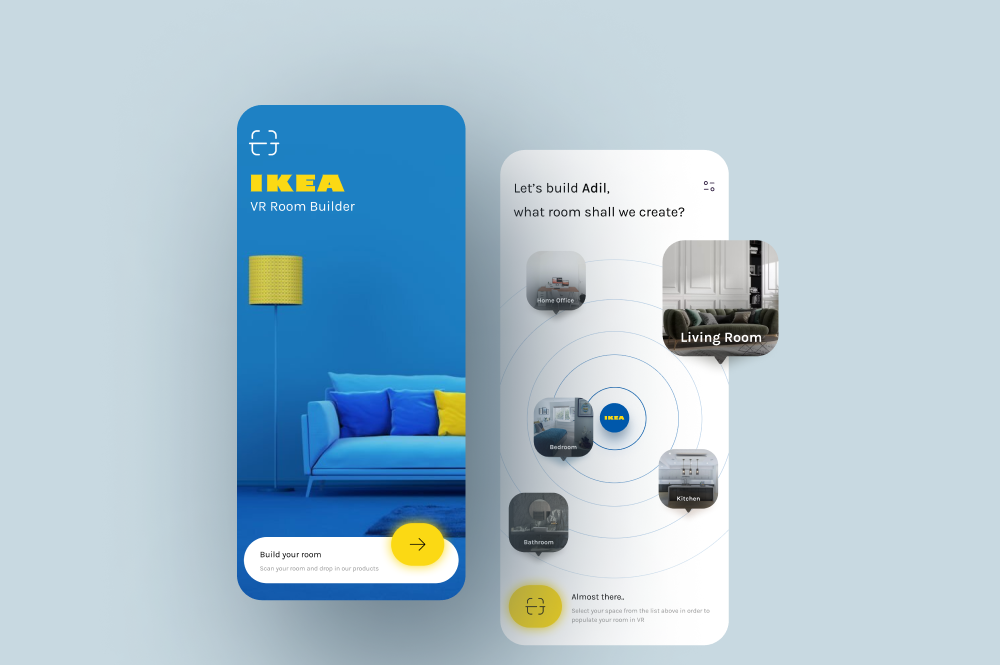 IKEA
VR Room Builder
Build your room
Scan your room and drop in our products
Let's build Adil,
what room shall we create?
Home Office
Living Room
IKEA
Bedroom
Kitchen
Bathroom
Almost there..
Select your space from the list above in order to
populate your room in VR